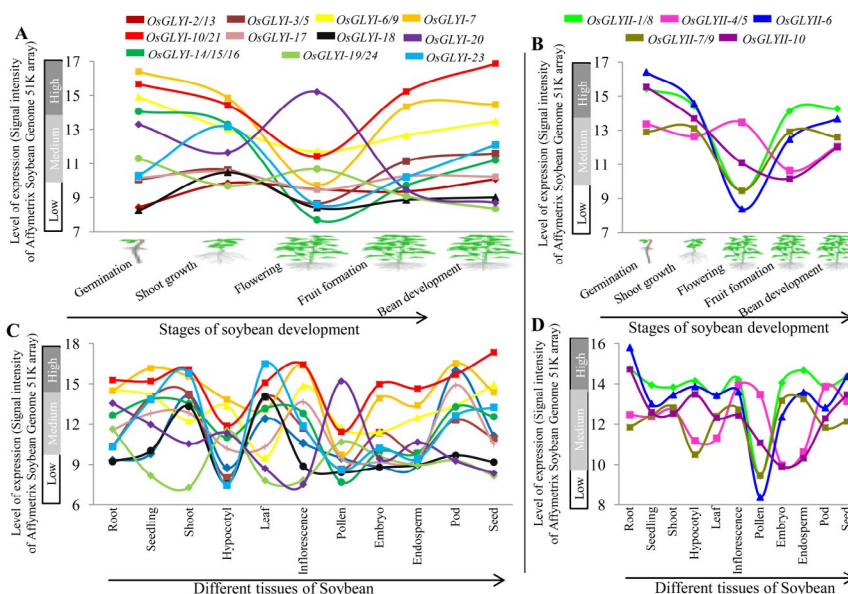 A
OsGLYI-2/13 OsGLYI-3/5 OsGLYI-6/9 OsGLYI-7
OsGLYI-10/21 OsGLYI-17 OsGLYI-18 OsGLYI-20
OsGLYI-14/15/16 OsGLYI-19/24 OsGLYI-23
Level of expression (Signal intensity
of Affymetrix Soybean Genome 51K array)
High
Medium
Low
17
15
13
11
9
7
Germination
Shoot growth
Flowering
Fruit formation
Bean development
Stages of soybean development
B
OsGLYII-1/8 OsGLYII-4/5 OsGLYII-6
OsGLYII-7/9 OsGLYII-10
Level of expression (Signal intensity
of Affymetrix Soybean Genome 51K array)
High
Medium
Low
17
15
13
11
9
7
Germination
Shoot growth
Flowering
Fruit formation
Bean development
Stages of soybean development
C
Level of expression (Signal intensity
of Affymetrix Soybean Genome 51K array)
High
Medium
Low
18
15
12
9
6
Root
Seedling
Shoot
Hypocotyl
Leaf
Inflorescence
Pollen
Embryo
Endosperm
Pod
Seed
Different tissues of Soybean
D
Level of expression (Signal intensity
of Affymetrix Soybean Genome 51K array)
High
Medium
Low
16
14
12
10
8
Root
Seedling
Shoot
Hypocotyl
Leaf
Inflorescence
Pollen
Embryo
Endosperm
Pod
Seed
Different tissues of Soybean